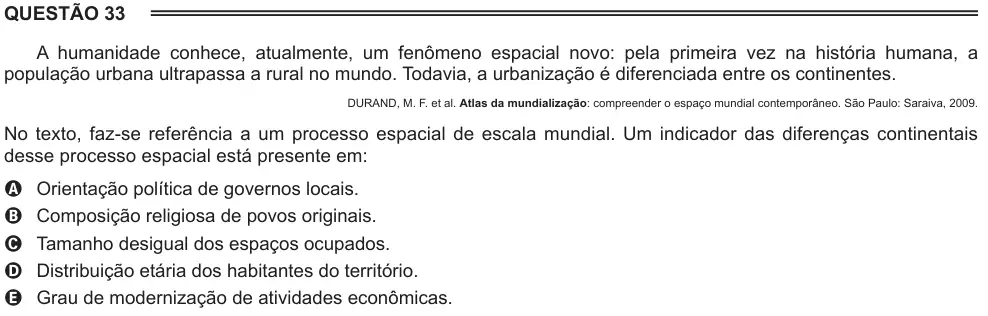 QUESTÃO 33
A humanidade conhece, atualmente, um fenômeno espacial novo: pela primeira vez na história humana, a
população urbana ultrapassa a rural no mundo. Todavia, a urbanização é diferenciada entre os continentes.
DURAND, M. F. et al. Atlas da mundialização: compreender o espaço mundial contemporâneo. São Paulo: Saraiva, 2009.
No texto, faz-se referência a um processo espacial de escala mundial. Um indicador das diferenças continentais
desse processo espacial está presente em:
A Orientação política de governos locais.
B Composição religiosa de povos originais.
C Tamanho desigual dos espaços ocupados.
D Distribuição etária dos habitantes do território.
E Grau de modernização de atividades econômicas.